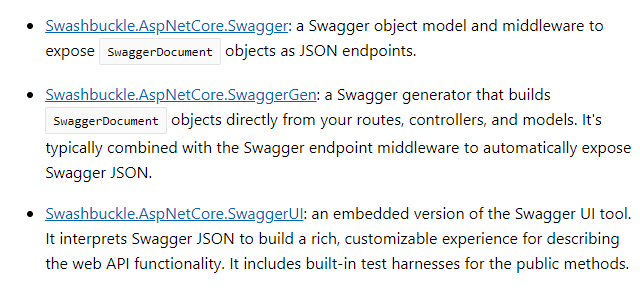 • Swashbuckle.AspNetCore.Swagger: a Swagger object model and middleware to
expose SwaggerDocument objects as JSON endpoints.
• Swashbuckle.AspNetCore.SwaggerGen: a Swagger generator that builds
SwaggerDocument objects directly from your routes, controllers, and models. It's
typically combined with the Swagger endpoint middleware to automatically expose
Swagger JSON.
• Swashbuckle.AspNetCore.SwaggerUI: an embedded version of the Swagger UI tool.
It interprets Swagger JSON to build a rich, customizable experience for describing
the web API functionality. It includes built-in test harnesses for the public methods.